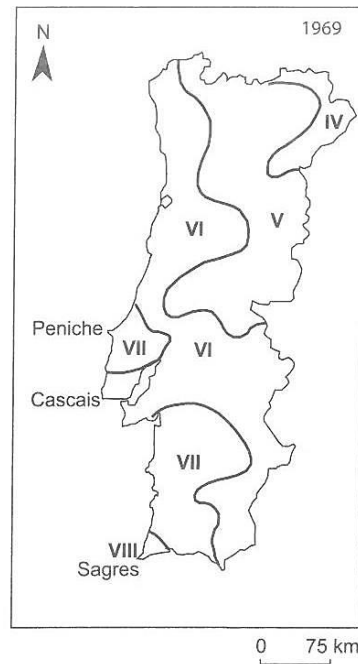 1969
N
IV
VI
V
Peniche
VII
VI
Cascais
VII
VIII
Sagres
0 75 km